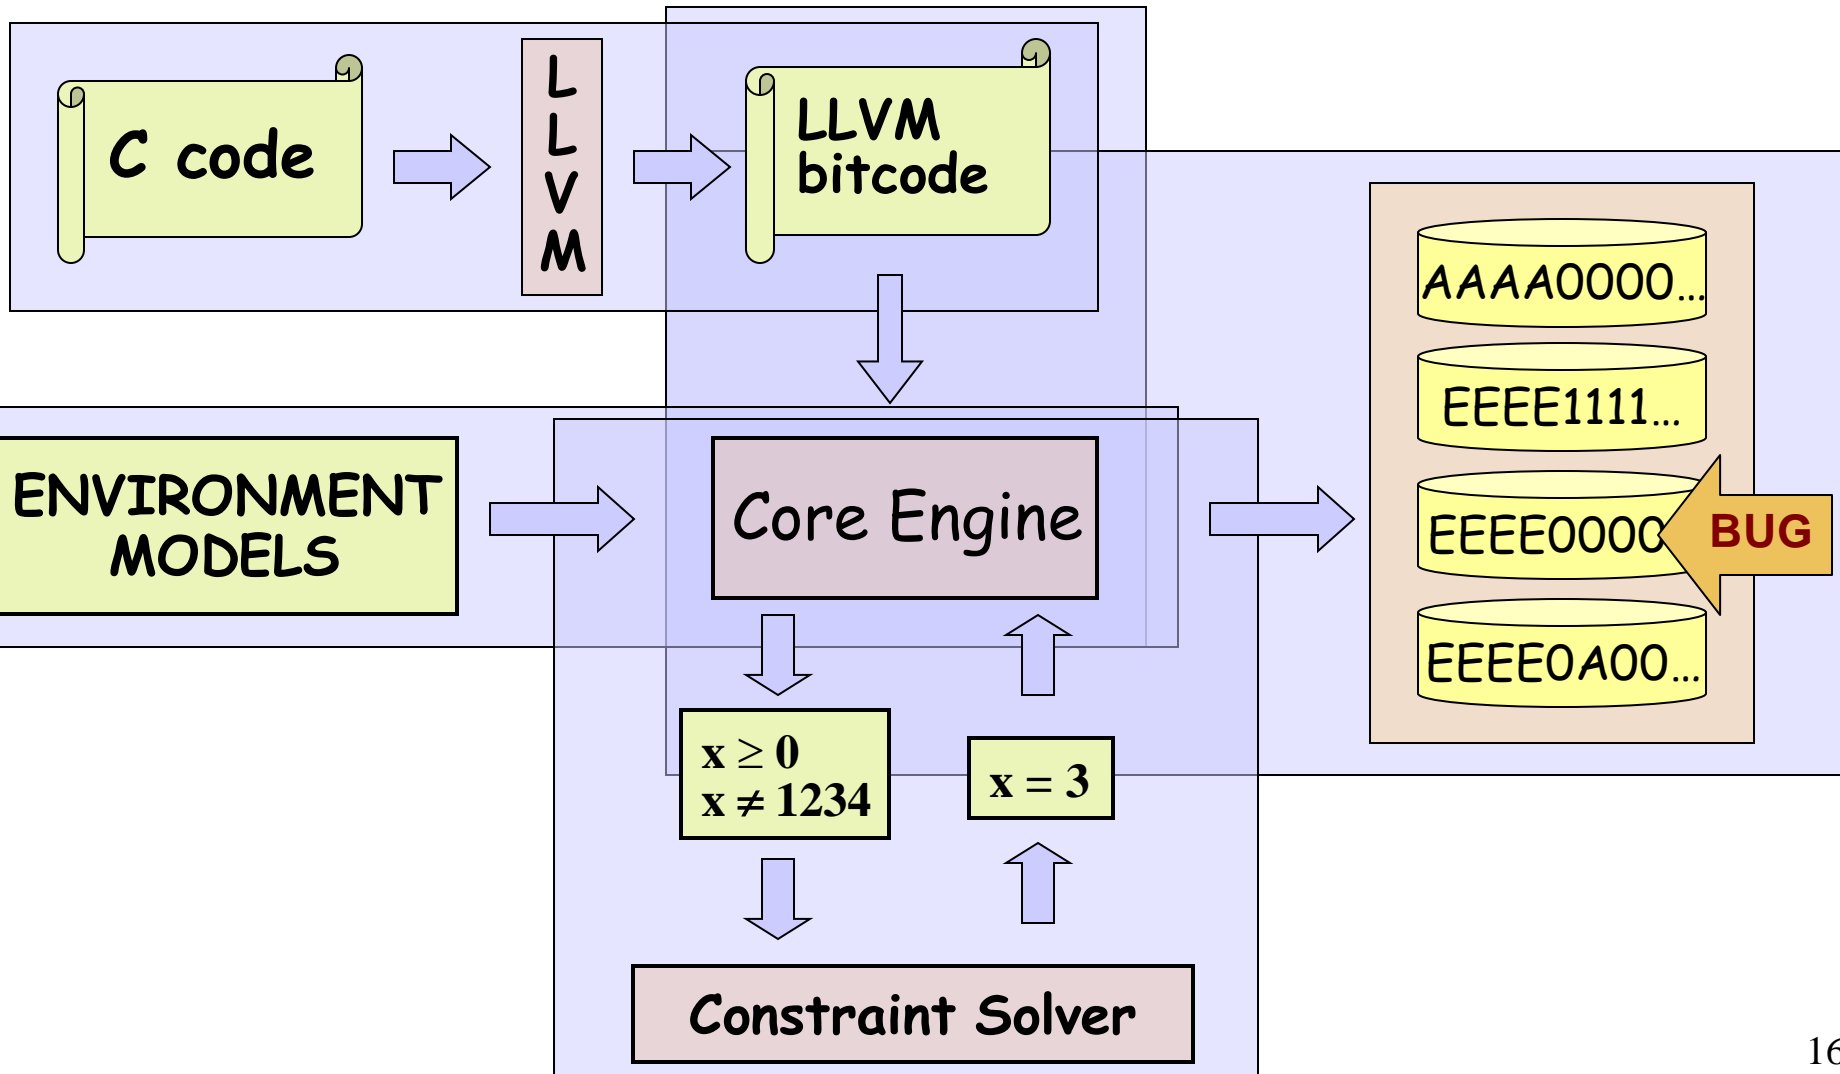 C code
L
L
V
M
LLVM
bitcode
AAAA0000...
EEEE1111...
EEEE0000
BUG
EEEE0A00...
ENVIRONMENT
MODELS
Core Engine
x ≥ 0
x ≠ 1234
x = 3
Constraint Solver
16